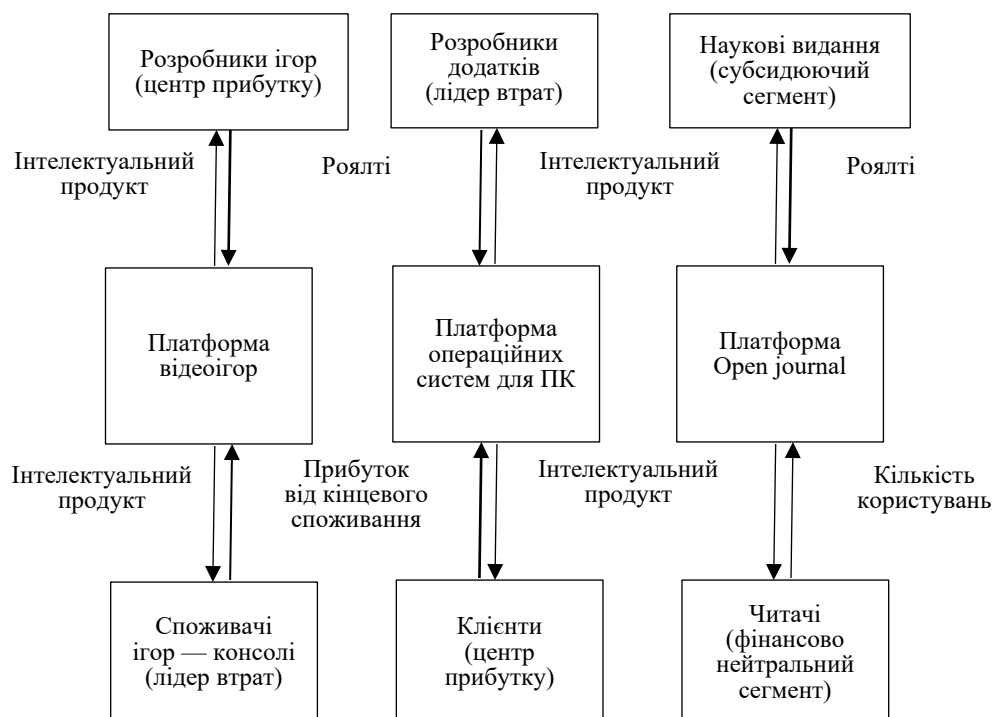 Розробники ігор
(центр прибутку)
Розробники
додатків
(лідер втрат)
Наукові видання
(субсидюючий
сегмент)
Інтелектуальний
продукт
Роялті
Інтелектуальний
продукт
Роялті
Платформа
відеоігор
Платформа
операційних
систем для ПК
Платформа
Open journal
Інтелектуальний
продукт
Прибуток
від кінцевого
споживання
Інтелектуальний
продукт
Кількість
користувань
Споживачі
ігор — консолі
(лідер втрат)
Клієнти
(центр
прибутку)
Читачі
(фінансово
нейтральний
сегмент)